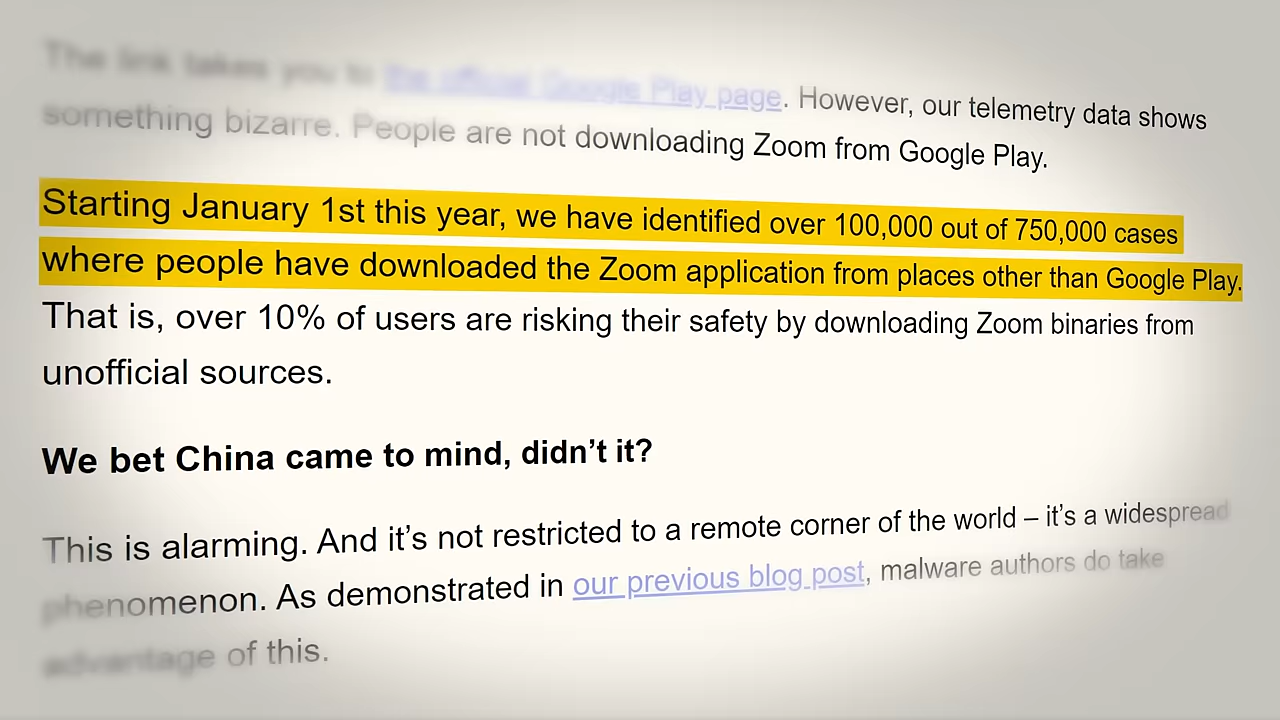 The link takes you to the official Google Play page. However, our telemetry data shows
something bizarre. People are not downloading Zoom from Google Play.
Starting January 1st this year, we have identified over 100,000 out of 750,000 cases
where people have downloaded the Zoom application from places other than Google Play.
That is, over 10% of users are risking their safety by downloading Zoom binaries from
unofficial sources.
We bet China came to mind, didn’t it?
This is alarming. And it’s not restricted to a remote corner of the world – it’s a widespread
phenomenon. As demonstrated in our previous blog post, malware authors do take
advantage of this.